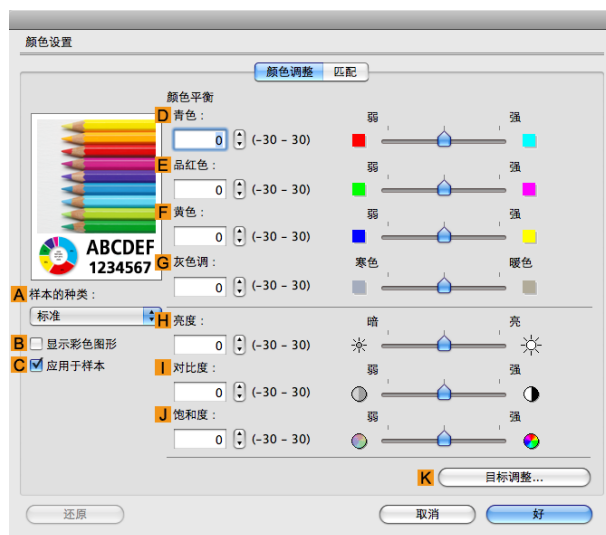 颜色设置
颜色调整 匹配
颜色平衡
D 青色：
弱 强
0 (-30 – 30)
E 品红色：
弱 强
0 (-30 – 30)
F 黄色：
弱 强
0 (-30 – 30)
ABCDEF
1234567
G 灰色调：
寒色 暖色
0 (-30 – 30)
A 样本的种类：
标准
B 显示彩色图形
C 应用于样本
H 亮度：
暗 亮
0 (-30 – 30)
I 对比度：
弱 强
0 (-30 – 30)
J 饱和度：
弱 强
0 (-30 – 30)
K 目标调整...
还原 取消 好